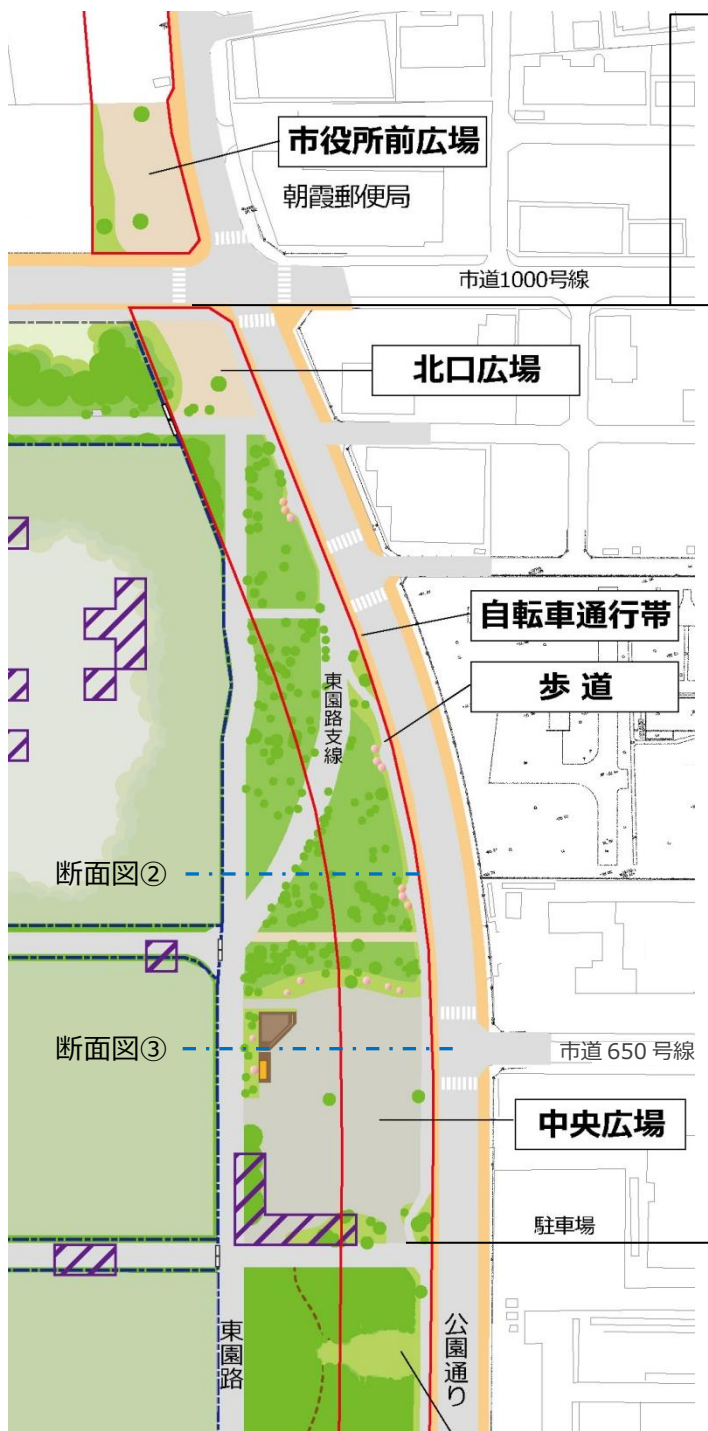 市役所前広場
朝霞郵便局
市道1000号線
北口広場
自転車通行帯
歩 道
東園路支線
断面図②
断面図③
市道 650 号線
中央広場
駐車場
東園路
公園通り